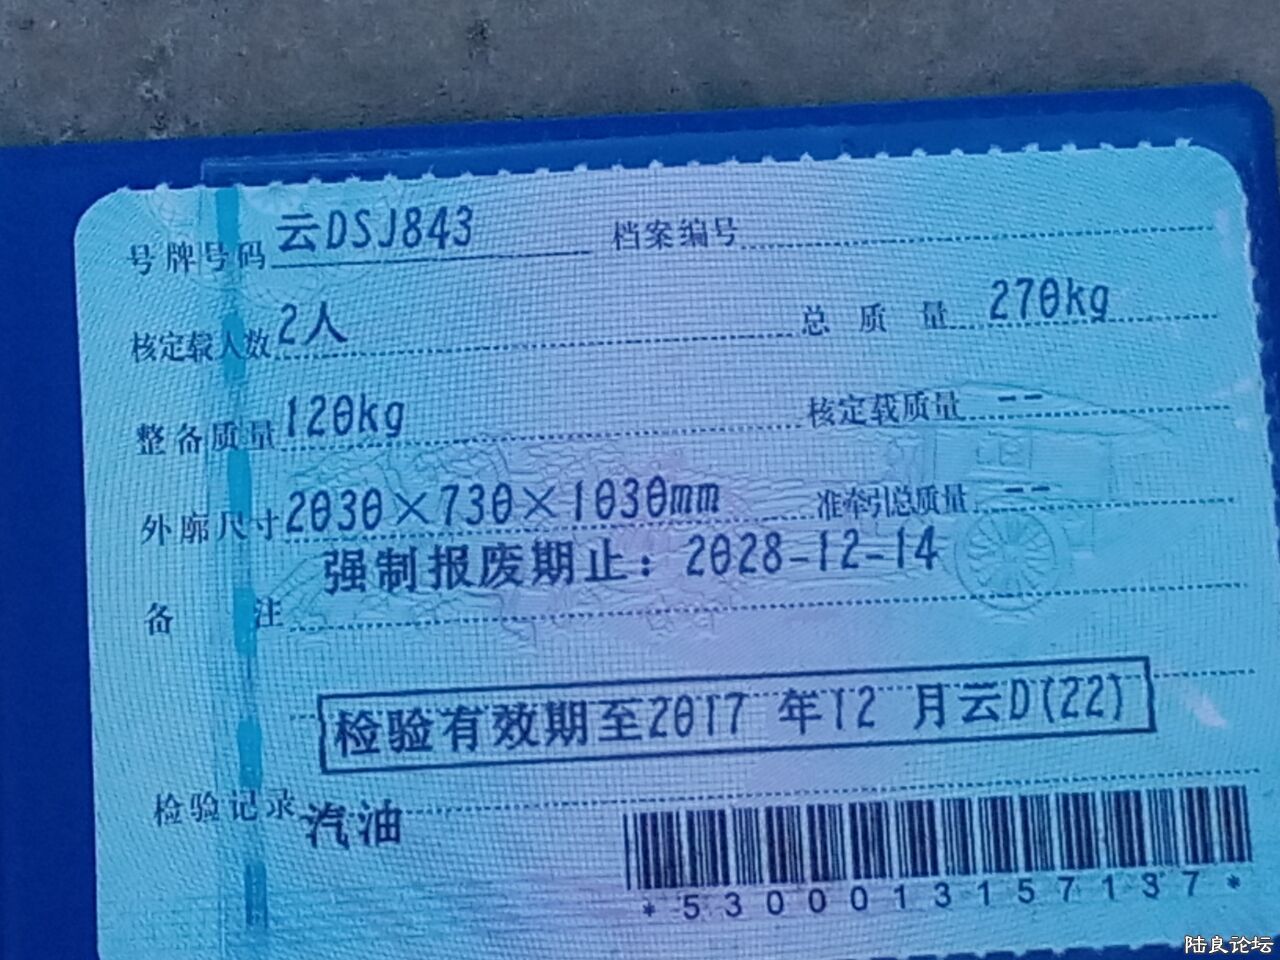 号牌号码 云DSJ843 档案编号
核定载人数 2人 总质量 270kg
整备质量 120kg 核定载质量 --
外廓尺寸 2030×730×1030mm 准牵引总质量 --
强制报废期止：2028-12-14
备注
检验有效期至2017 年12 月云D(22)
检验记录 汽油
*5300013157137*
陆良论坛